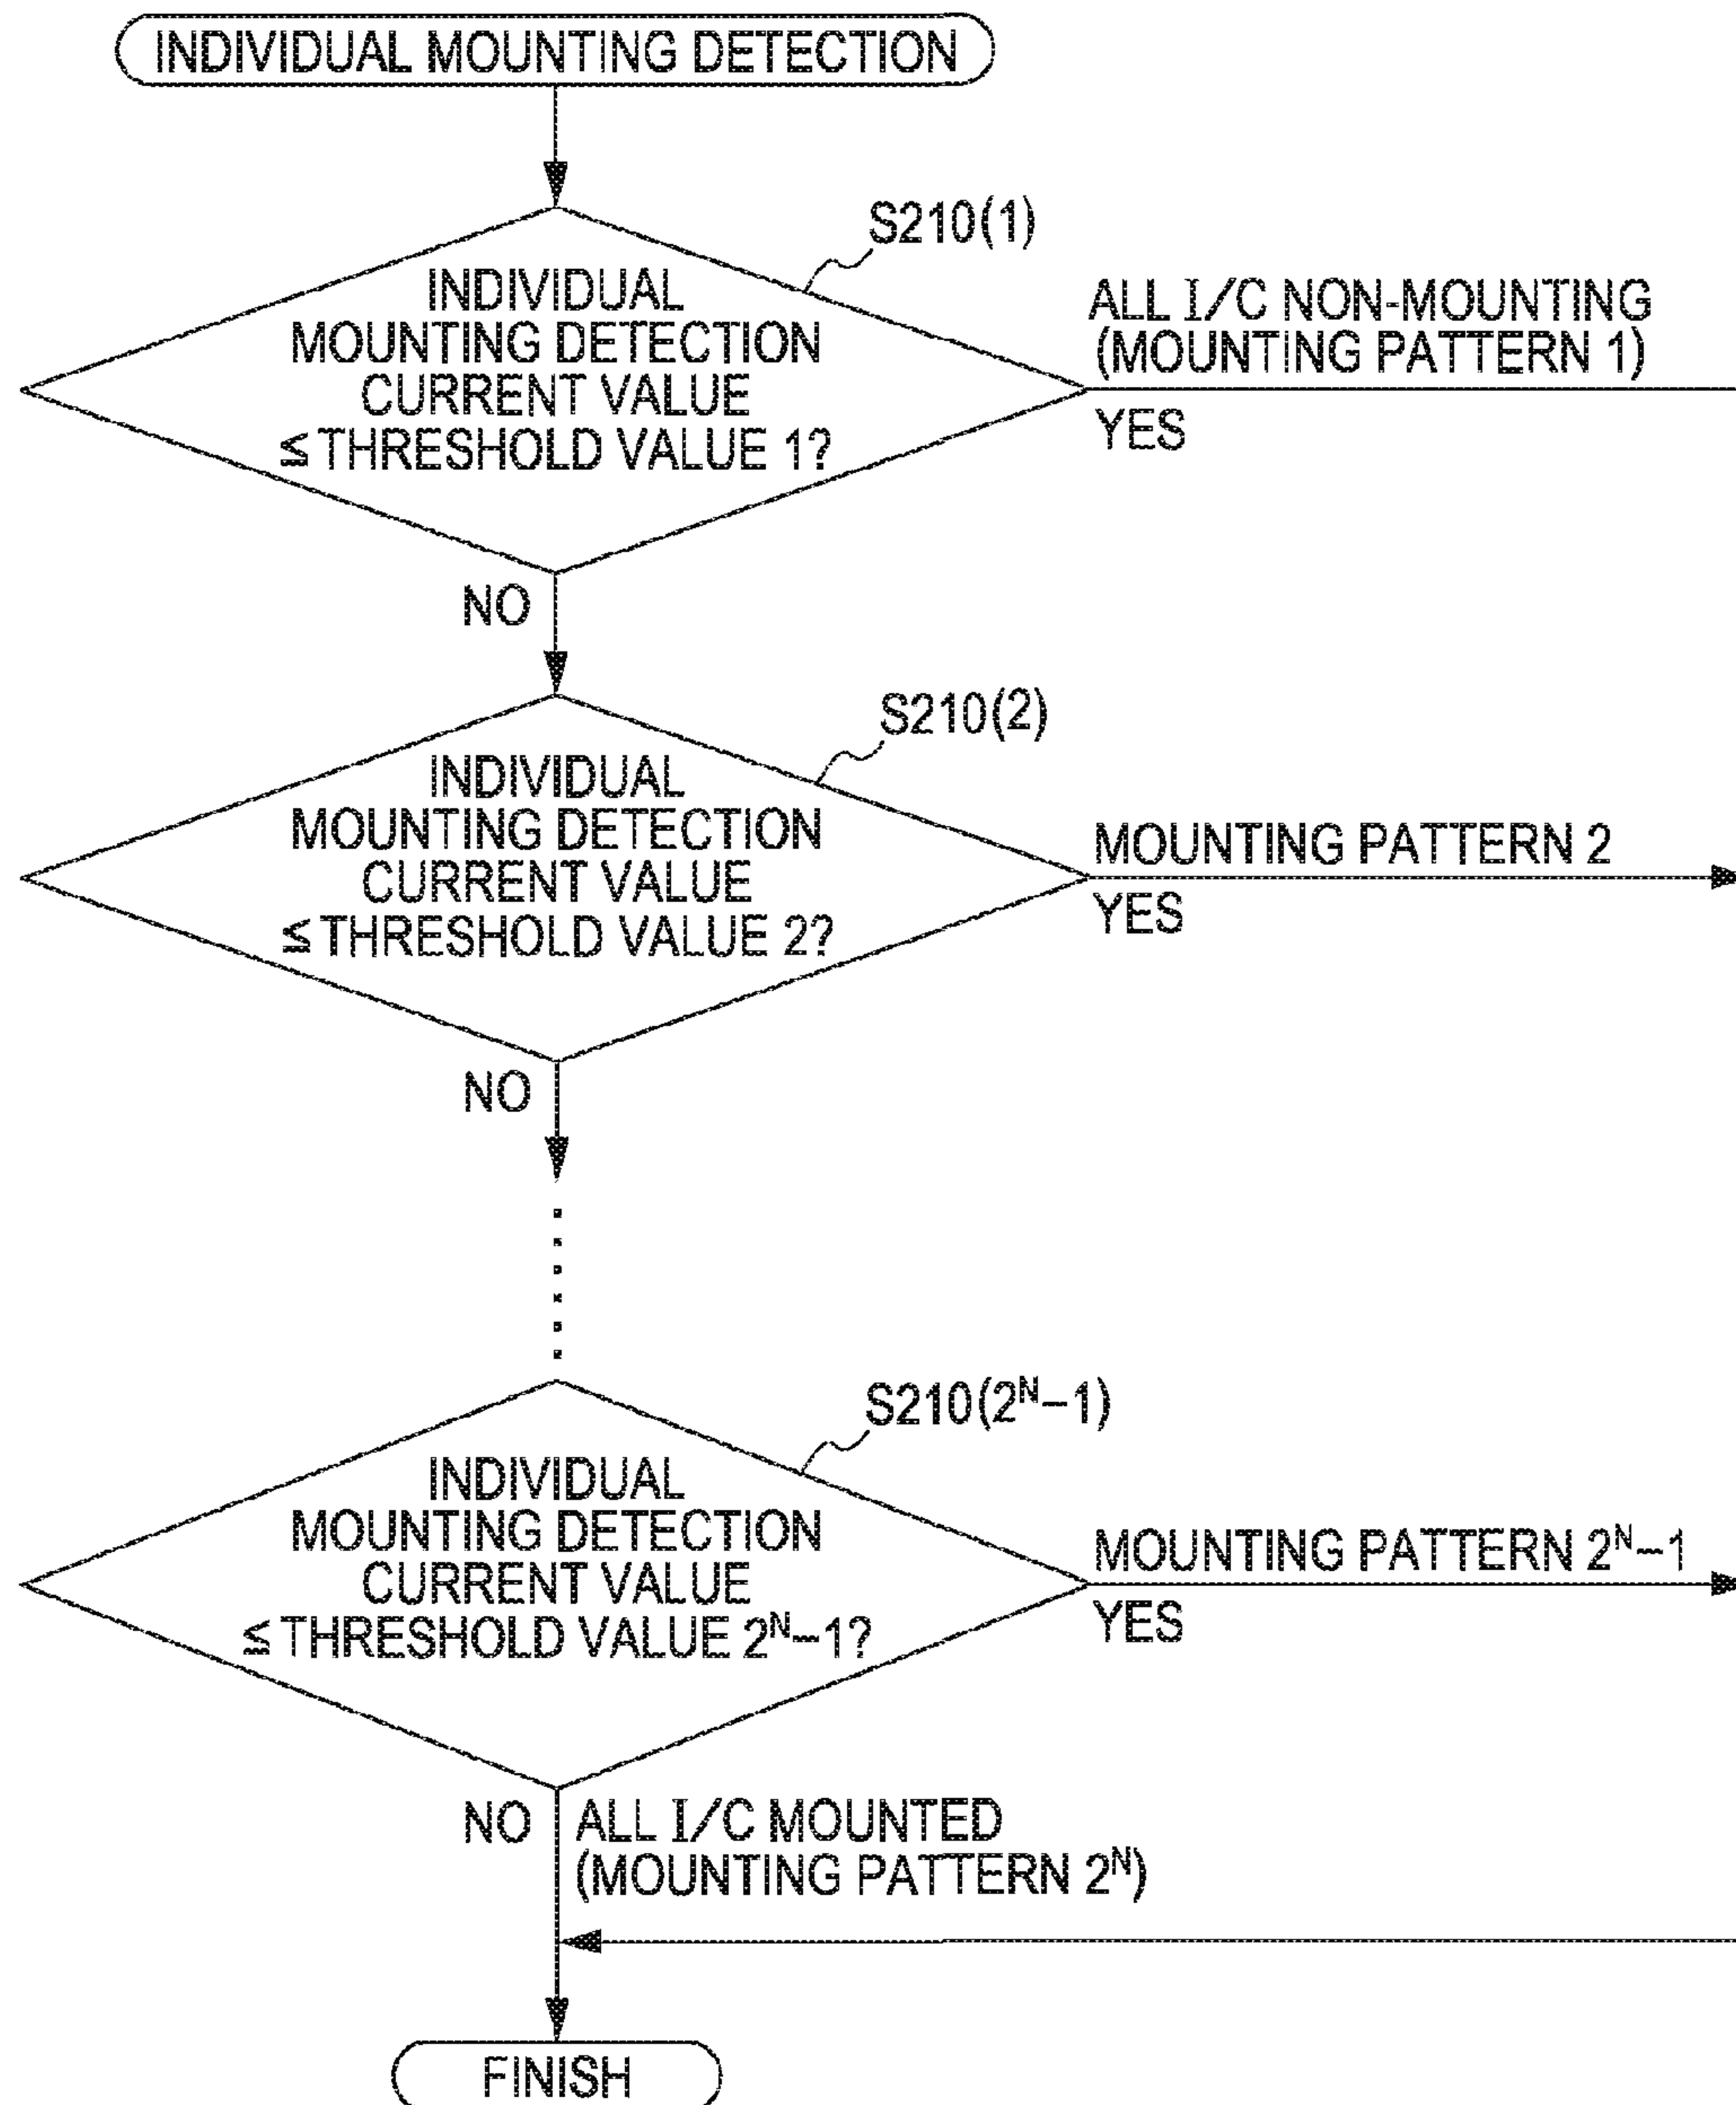 INDIVIDUAL MOUNTING DETECTION
S210(1)
INDIVIDUAL
MOUNTING DETECTION
CURRENT VALUE
≤ THRESHOLD VALUE 1?
ALL I/C NON-MOUNTING
(MOUNTING PATTERN 1)
YES
NO
S210(2)
INDIVIDUAL
MOUNTING DETECTION
CURRENT VALUE
≤ THRESHOLD VALUE 2?
MOUNTING PATTERN 2
YES
NO
S210(2ᴺ–1)
INDIVIDUAL
MOUNTING DETECTION
CURRENT VALUE
≤ THRESHOLD VALUE 2ᴺ–1?
MOUNTING PATTERN 2ᴺ–1
YES
NO
ALL I/C MOUNTED
(MOUNTING PATTERN 2ᴺ)
FINISH